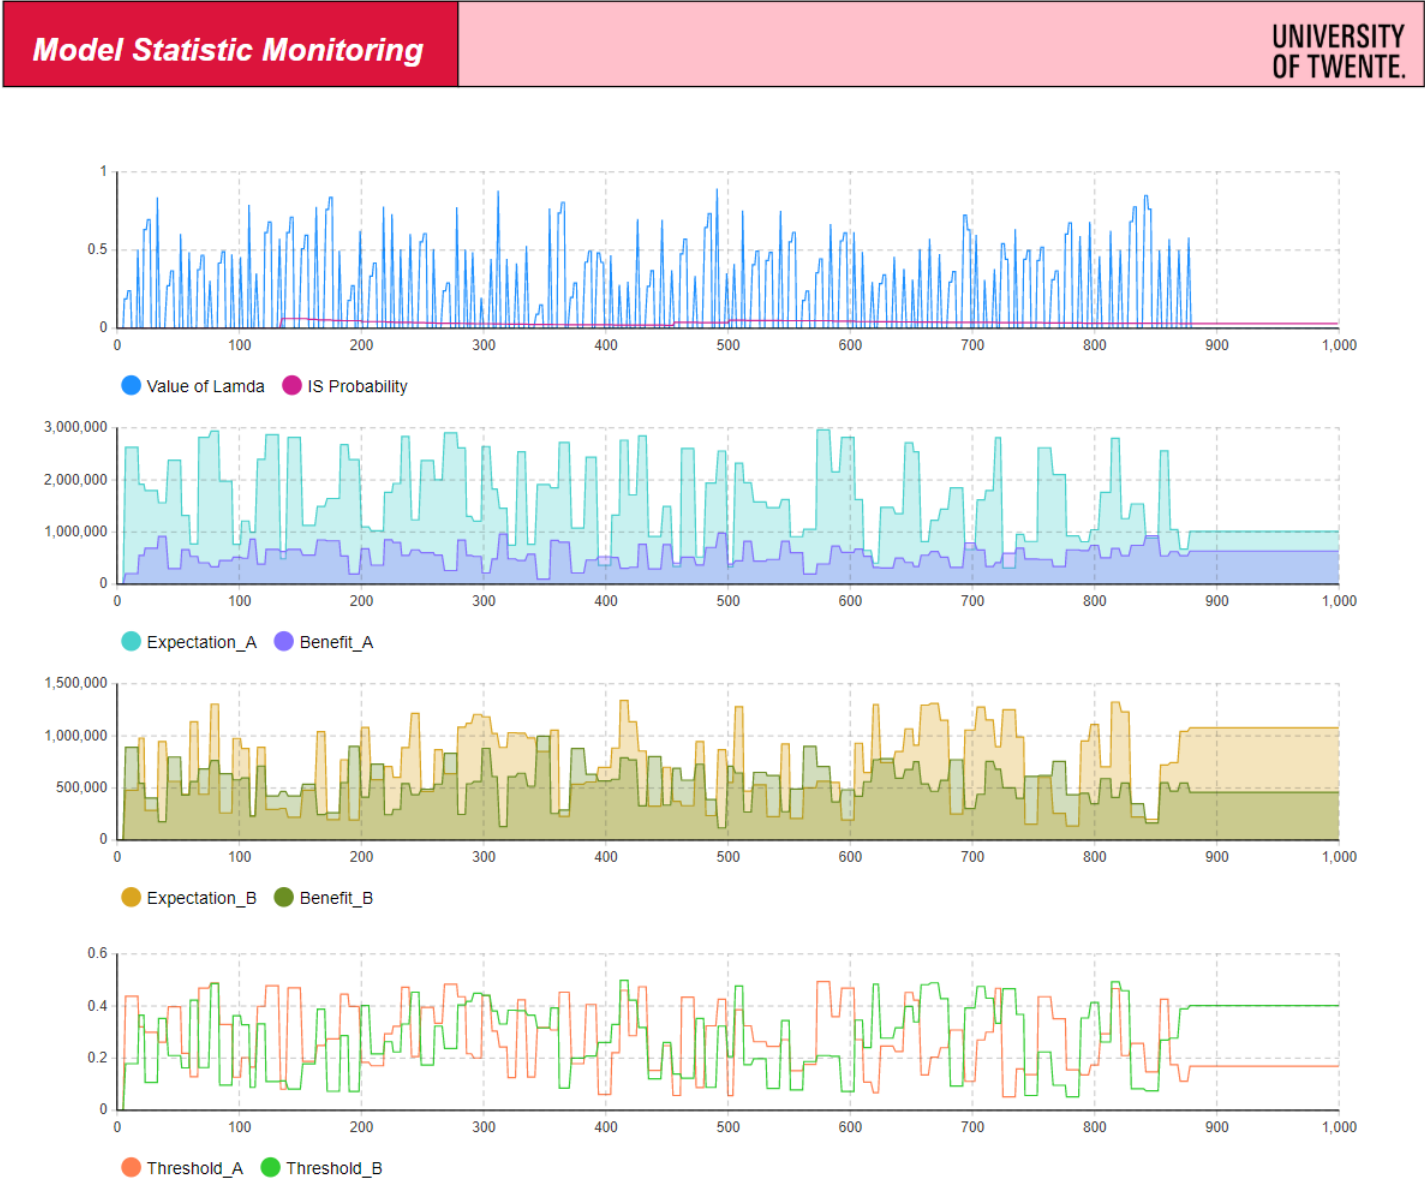 Model Statistic Monitoring
UNIVERSITY
OF TWENTE.
1
0.5
0
0 100 200 300 400 500 600 700 800 900 1,000
Value of Lamda IS Probability
3,000,000
2,000,000
1,000,000
0
0 100 200 300 400 500 600 700 800 900 1,000
Expectation_A Benefit_A
1,500,000
1,000,000
500,000
0
0 100 200 300 400 500 600 700 800 900 1,000
Expectation_B Benefit_B
0.6
0.4
0.2
0
0 100 200 300 400 500 600 700 800 900 1,000
Threshold_A Threshold_B